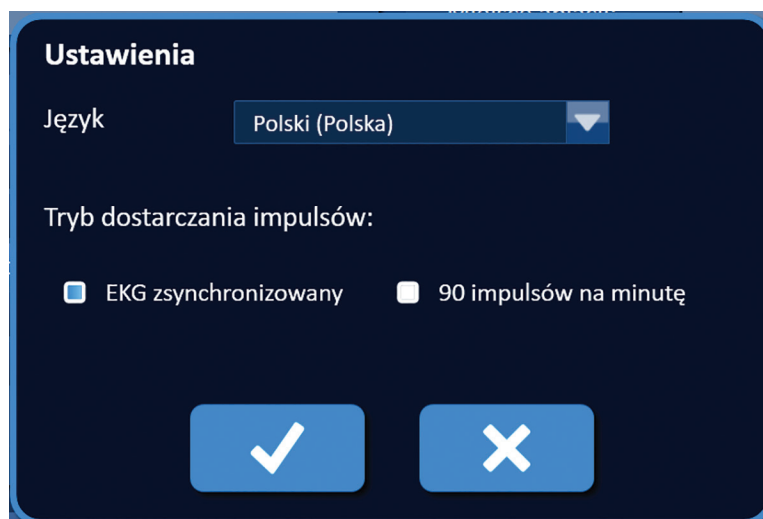 Ustawienia
Język
Polski (Polska)
Tryb dostarczania impulsów:
EKG zsynchronizowany
90 impulsów na minutę